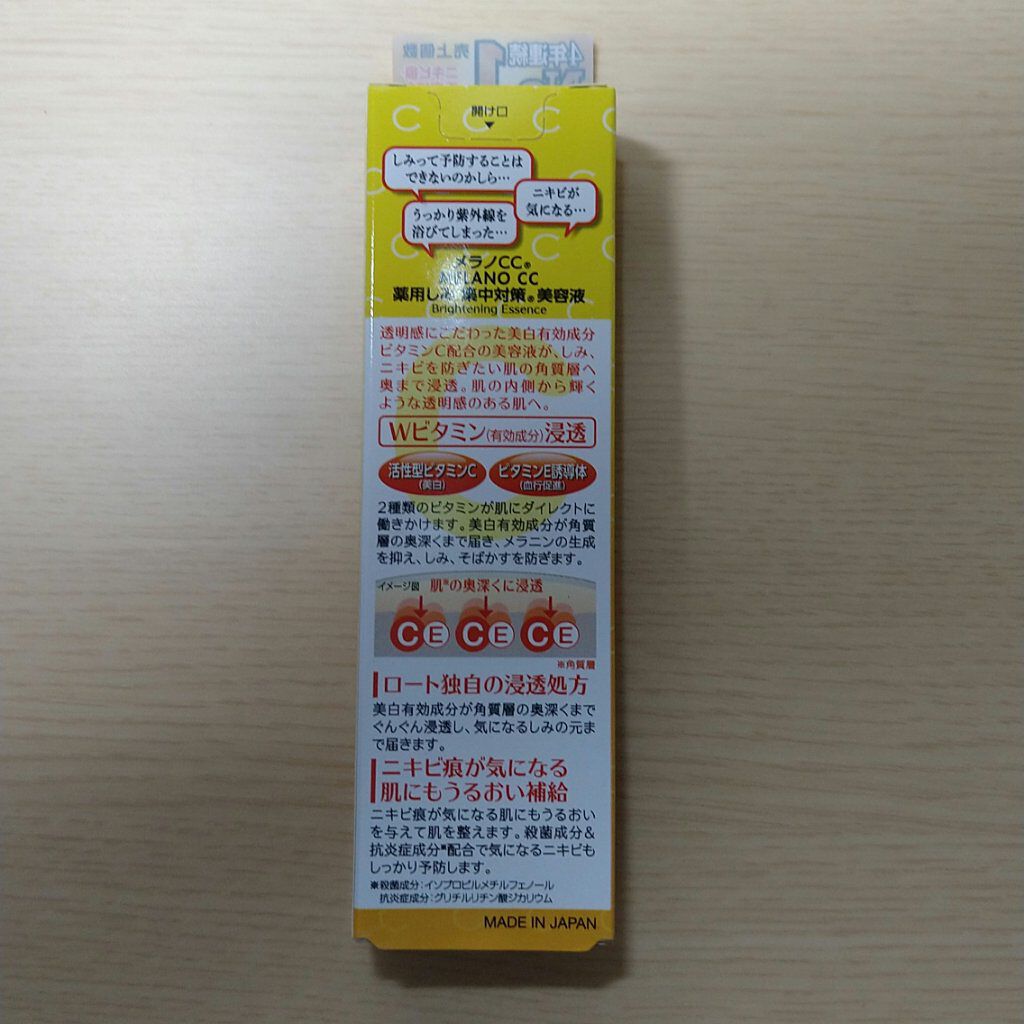 4年連続
売上個数
No.1
開け口
しみって予防することは
できないのかしら…
ニキビが
気になる…
うっかり紫外線を
浴びてしまった…
メラノCC®
MELANO CC
薬用しみ 集中対策®美容液
Brightening Essence
透明感にこだわった美白有効成分
ビタミンC配合の美容液が、しみ、
ニキビを防ぎたい肌の角質層へ
奥まで浸透。肌の内側から輝く
ような透明感のある肌へ。
Wビタミン(有効成分)浸透
活性型ビタミンC
(美白)
ビタミンE誘導体
(血行促進)
2種類のビタミンが肌にダイレクトに
働きかけます。美白有効成分が角質
層の奥深くまで届き、メラニンの生成
を抑え、しみ、そばかすを防ぎます。
イメージ図 肌※の奥深くに浸透
C E C E C E
※角質層
ロート独自の浸透処方
美白有効成分が角質層の奥深くまで
ぐんぐん浸透し、気になるしみの元ま
で届きます。
ニキビ痕が気になる
肌にもうるおい補給
ニキビ痕が気になる肌にもうるおい
を与えて肌を整えます。殺菌成分&
抗炎症成分※配合で気になるニキビも
しっかり予防します。
※殺菌成分:イソプロピルメチルフェノール
抗炎症成分:グリチルリチン酸ジカリウム
MADE IN JAPAN